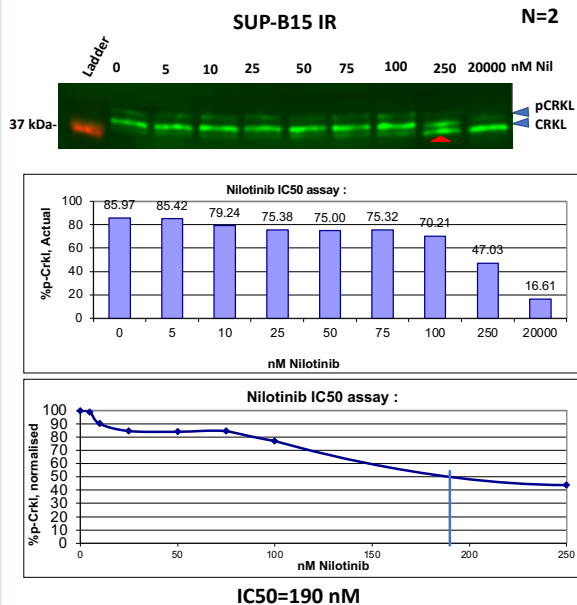 SUP-B15 IR
N=2
Ladder
0 5 10 25 50 75 100 250 20000 nM Nil
pCRKL
37 kDa-
CRKL
Nilotinib IC50 assay :
%p-Crkl, Actual
100
80
60
40
20
0
85.97 85.42 79.24 75.38 75.00 75.32 70.21 47.03 16.61
0 5 10 25 50 75 100 250 20000
nM Nilotinib
Nilotinib IC50 assay :
%p-Crkl, normalised
100
90
80
70
60
50
40
30
20
10
0
0 50 100 150 200 250
nM Nilotinib
IC50=190 nM